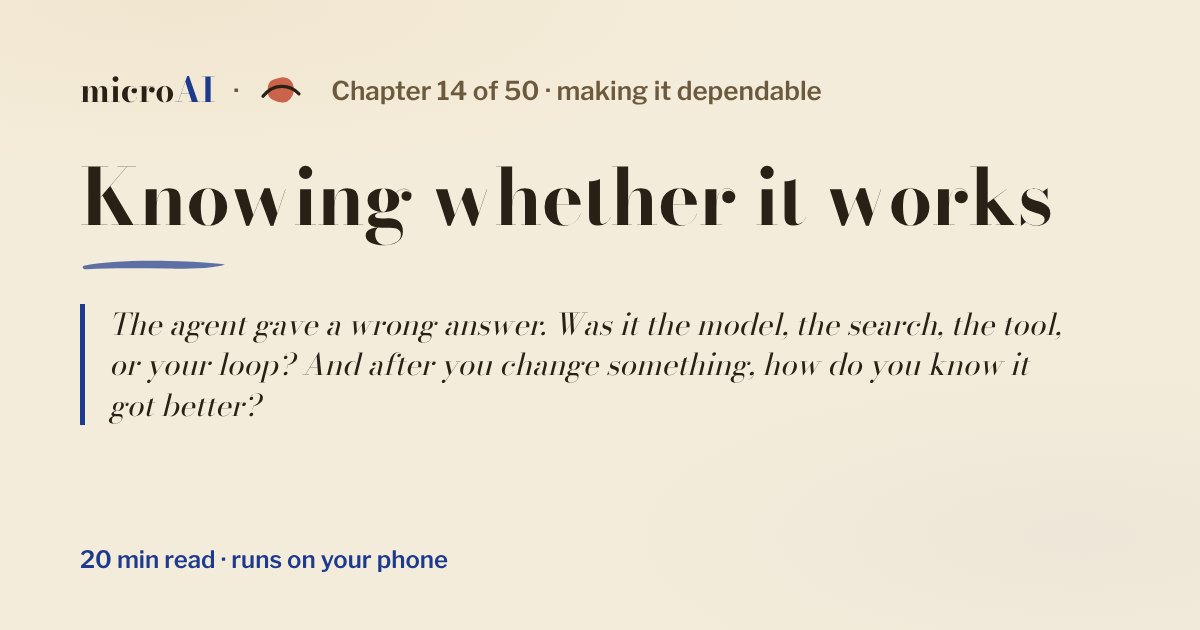 microAI · Chapter 14 of 50 · making it dependable
Knowing whether it works
The agent gave a wrong answer. Was it the model, the search, the tool,
or your loop? And after you change something, how do you know it
got better?
20 min read · runs on your phone